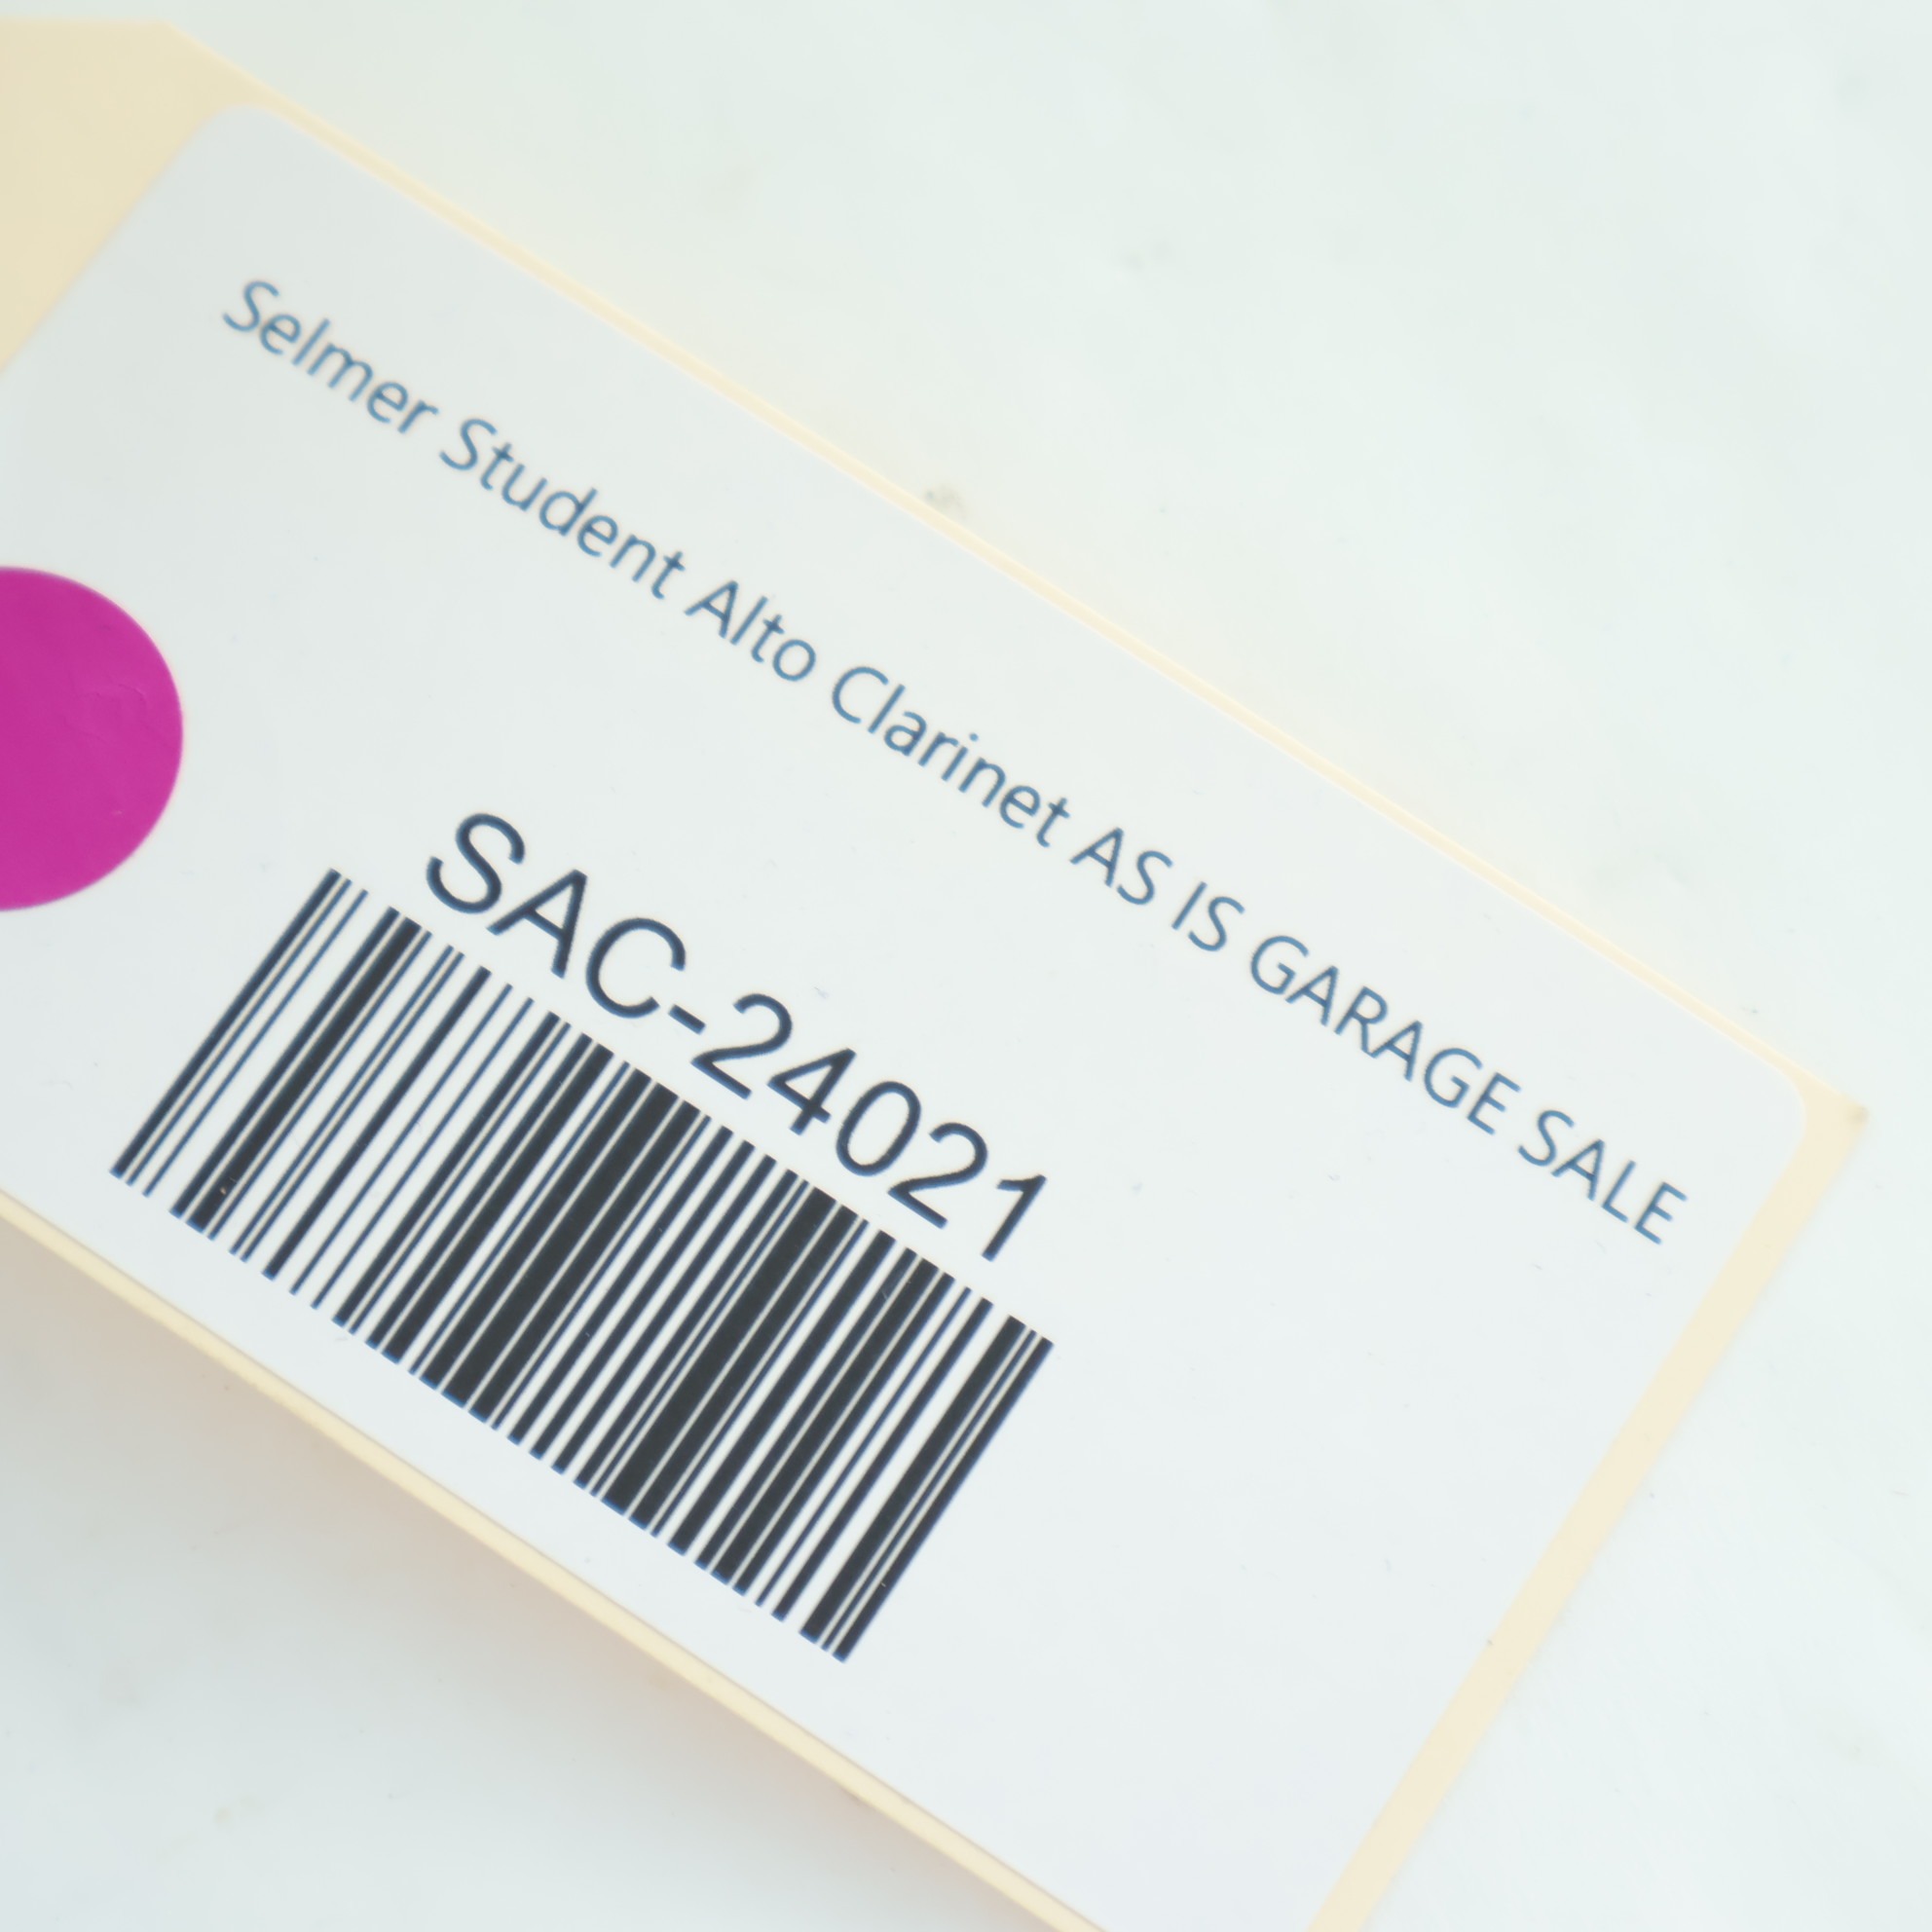 Selmer Student Alto Clarinet AS IS GARAGE SALE
SAC-24021